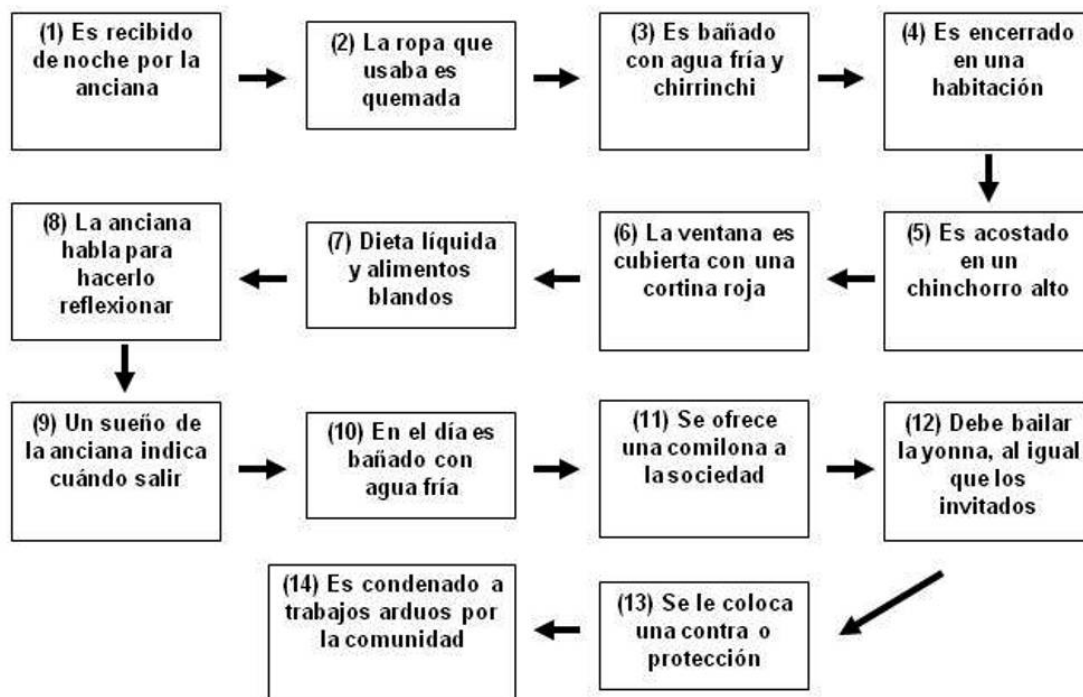 (1) Es recibido
de noche por la
anciana
(2) La ropa que
usaba es
quemada
(3) Es bañado
con agua fría y
chirrinchi
(4) Es encerrado
en una
habitación
(5) Es acostado
en un
chinchorro alto
(6) La ventana es
cubierta con una
cortina roja
(7) Dieta líquida
y alimentos
blandos
(8) La anciana
habla para
hacerlo
reflexionar
(9) Un sueño de
la anciana indica
cuándo salir
(10) En el día es
bañado con
agua fría
(11) Se ofrece
una comilona a
la sociedad
(12) Debe bailar
la yonna, al igual
que los
invitados
(13) Se le coloca
una contra o
protección
(14) Es condenado a
trabajos arduos por
la comunidad